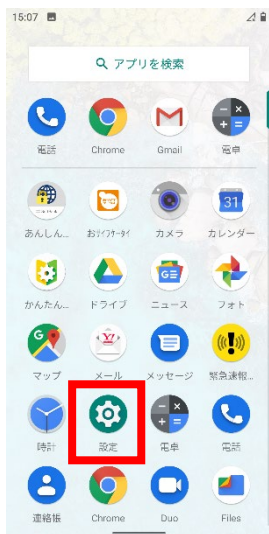 15:07
アプリを検索
電話 Chrome Gmail 電卓
31
あんしん... おサイフケータイ カメラ カレンダー
GE
かんたん... ドライブ ニュース フォト
G Y!
マップ メール メッセージ 緊急速報...
時計 設定 電卓 電話
連絡帳 Chrome Duo Files